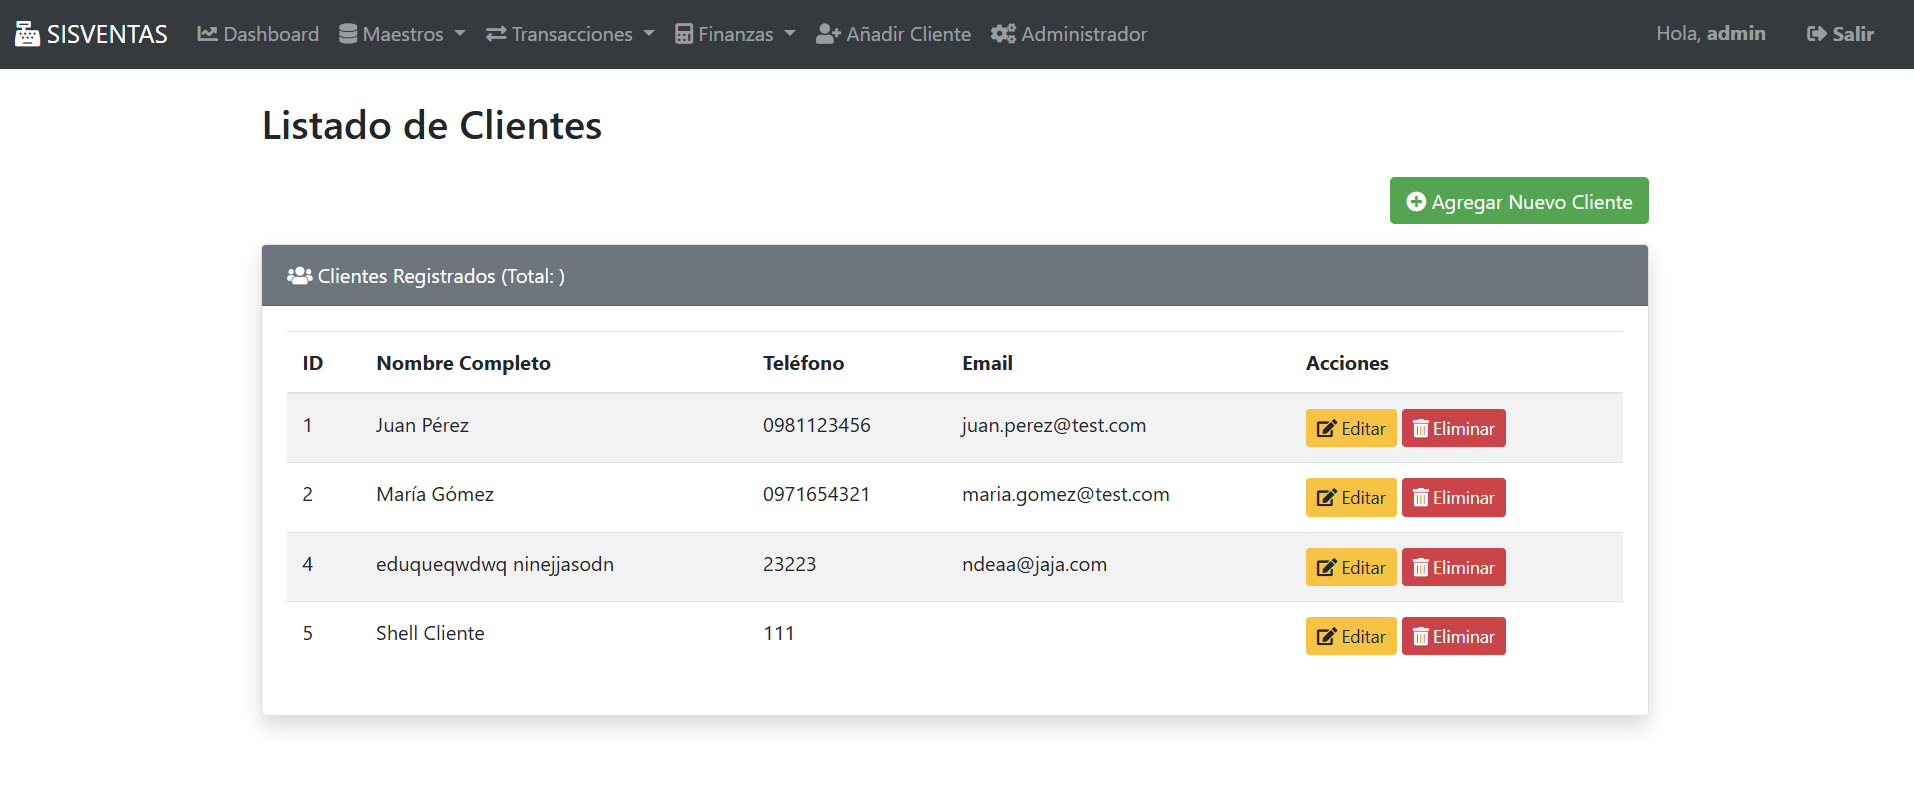 SISVENTAS Dashboard Maestros Transacciones Finanzas Añadir Cliente Administrador Hola, admin Salir
Listado de Clientes
Agregar Nuevo Cliente
Clientes Registrados (Total: )
ID Nombre Completo Teléfono Email Acciones
1 Juan Pérez 0981123456 juan.perez@test.com Editar Eliminar
2 María Gómez 0971654321 maria.gomez@test.com Editar Eliminar
4 eduqueqwdwq ninejjasodn 23223 ndeaa@jaja.com Editar Eliminar
5 Shell Cliente 111 Editar Eliminar